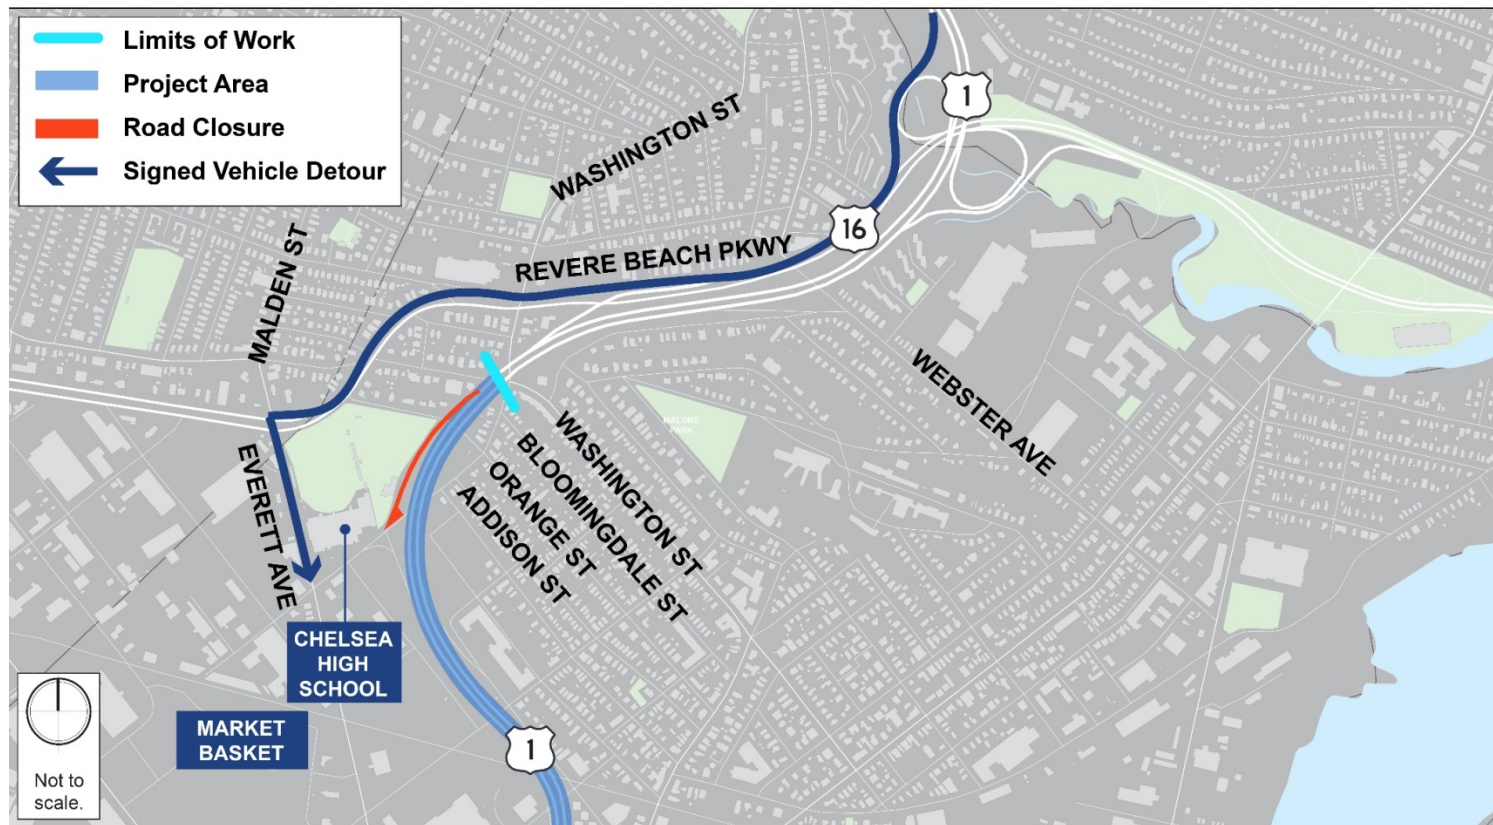 Limits of Work
Project Area
Road Closure
Signed Vehicle Detour
1
WASHINGTON ST
16
REVERE BEACH PKWY
MALDEN ST
WEBSTER AVE
MALONE
PARK
WASHINGTON ST
BLOOMINGDALE ST
ORANGE ST
ADDISON ST
EVERETT AVE
CHELSEA
HIGH
SCHOOL
MARKET
BASKET
1
Not to
scale.